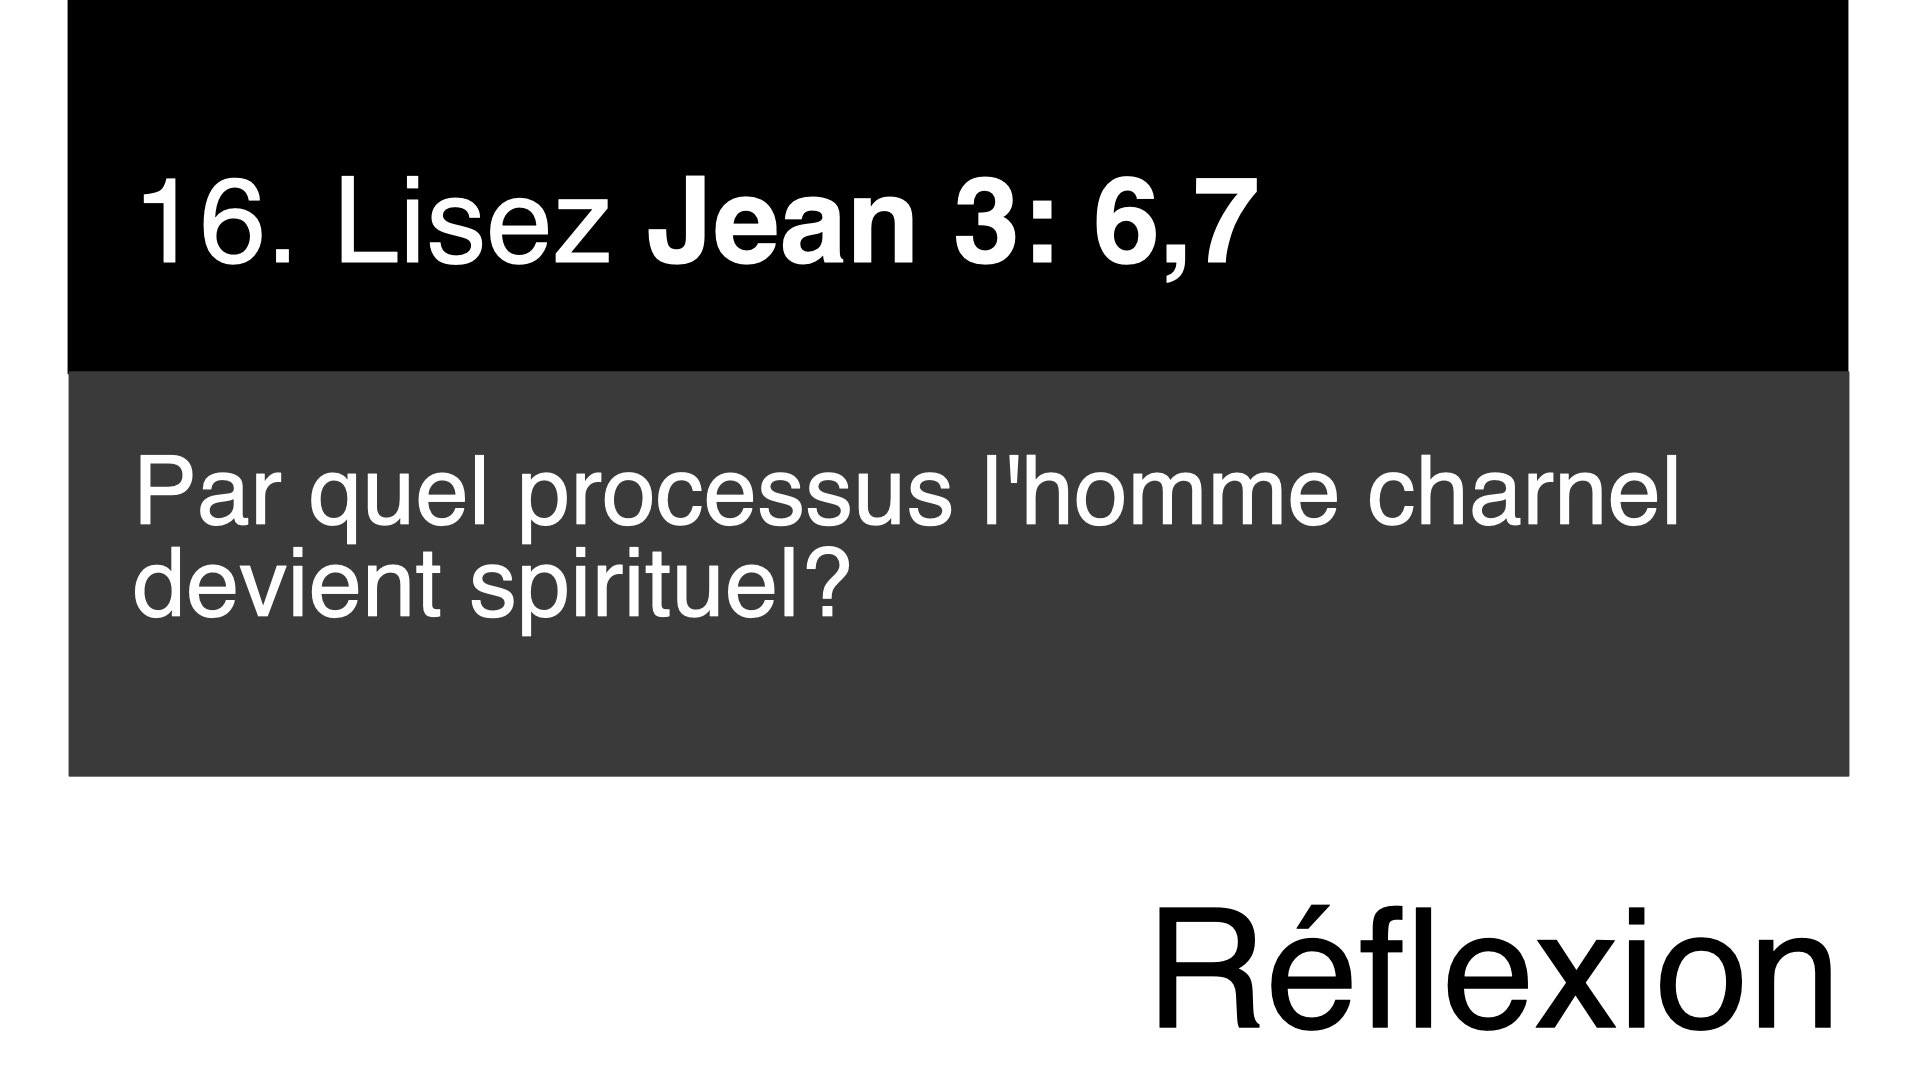 16. Lisez Jean 3: 6,7
Par quel processus l'homme charnel
devient spirituel?
Réflexion